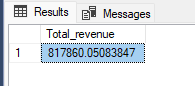 Results Messages
Total_revenue
1 817860.05083847